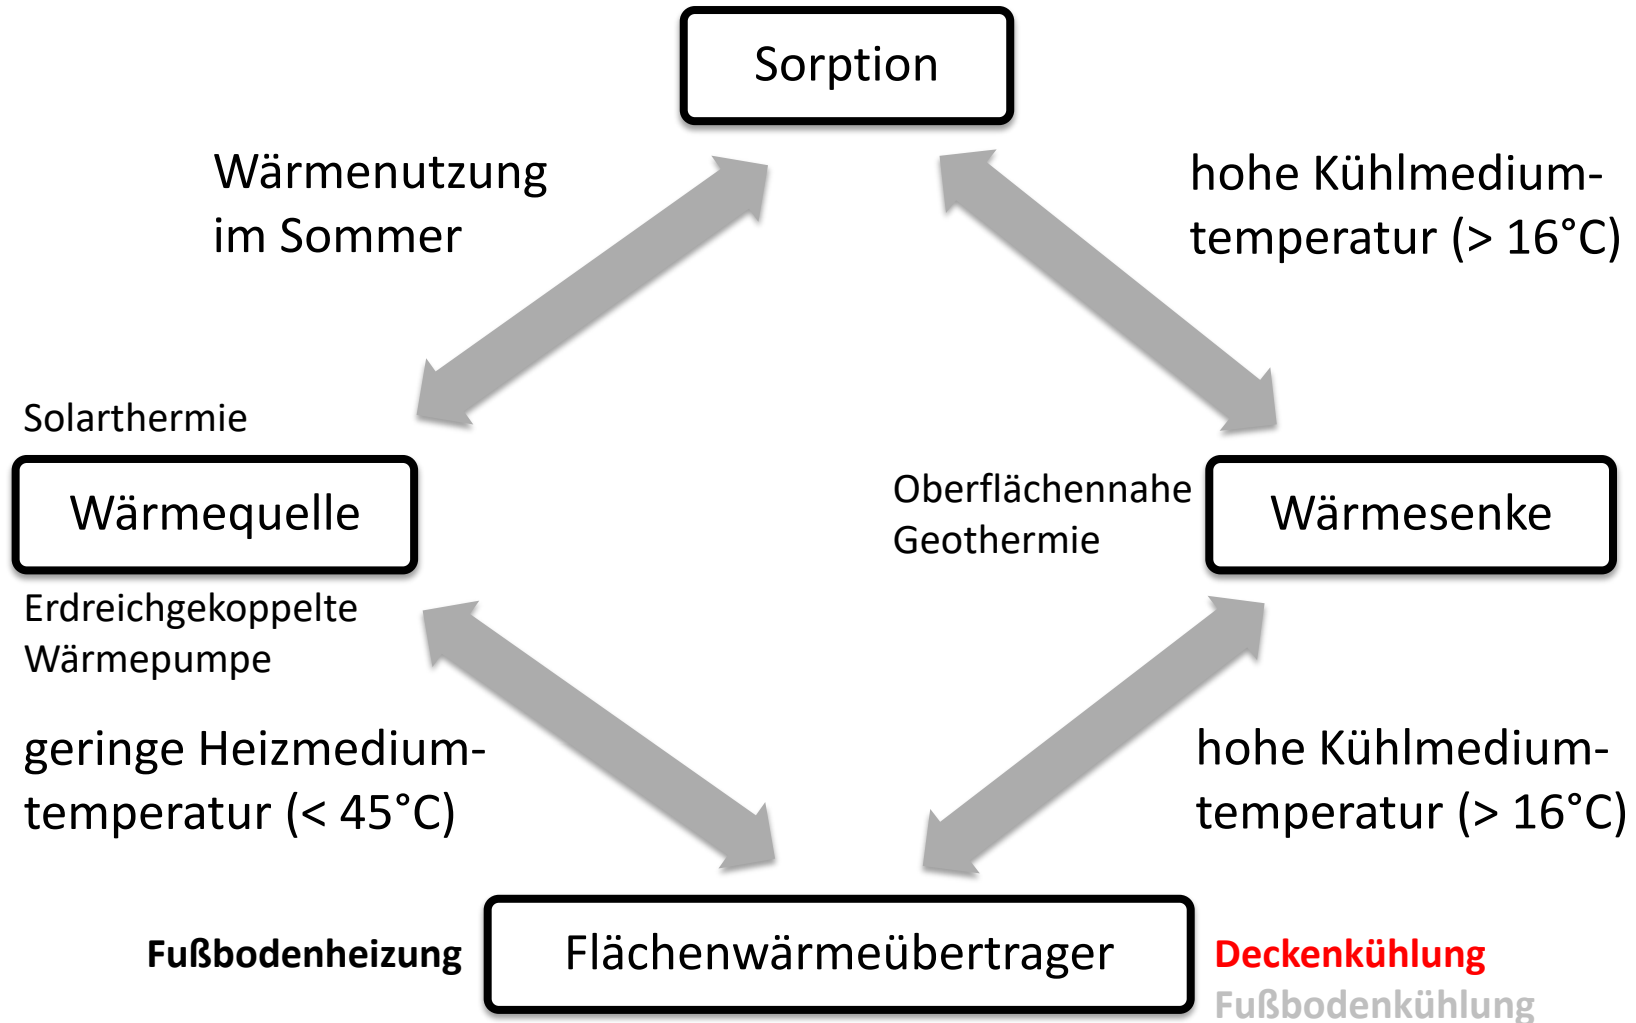 Sorption
Wärmenutzung
im Sommer
hohe Kühlmedium-
temperatur (> 16°C)
Solarthermie
Wärmequelle
Erdreichgekoppelte
Wärmepumpe
Oberflächennahe
Geothermie
Wärmesenke
geringe Heizmedium-
temperatur (< 45°C)
hohe Kühlmedium-
temperatur (> 16°C)
Fußbodenheizung
Flächenwärmeübertrager
Deckenkühlung
Fußbodenkühlung